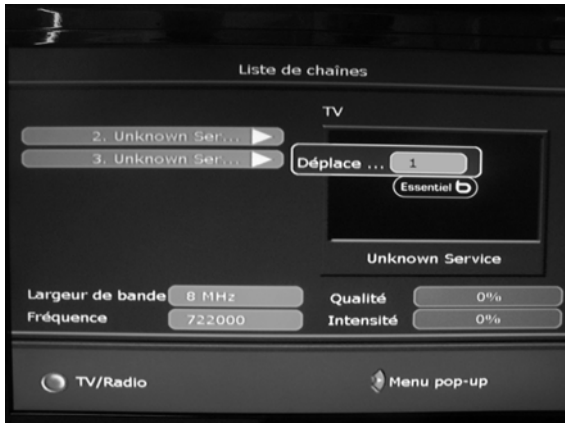 Liste de chaînes
TV
2. Unknown Ser...
3. Unknown Ser...
Déplace ... 1
Essentiel b
Unknown Service
Largeur de bande 8 MHz
Qualité 0%
Fréquence 722000
Intensité 0%
TV/Radio
Menu pop-up